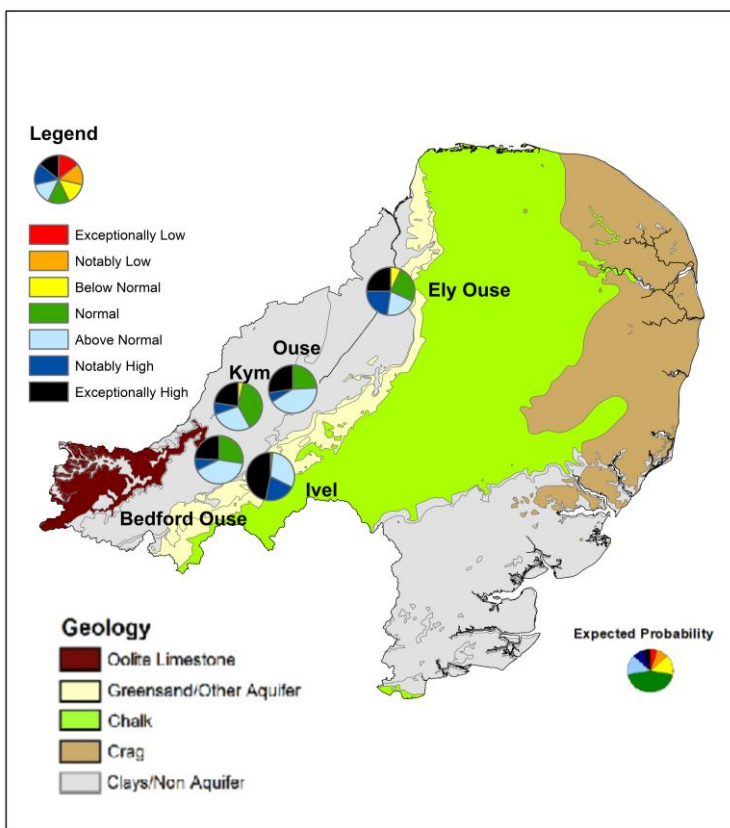 Legend
Exceptionally Low
Notably Low
Below Normal
Normal
Above Normal
Notably High
Exceptionally High
Ely Ouse
Ouse
Kym
Ivel
Bedford Ouse
Geology
Oolite Limestone
Greensand/Other Aquifer
Chalk
Crag
Clays/Non Aquifer
Expected Probability